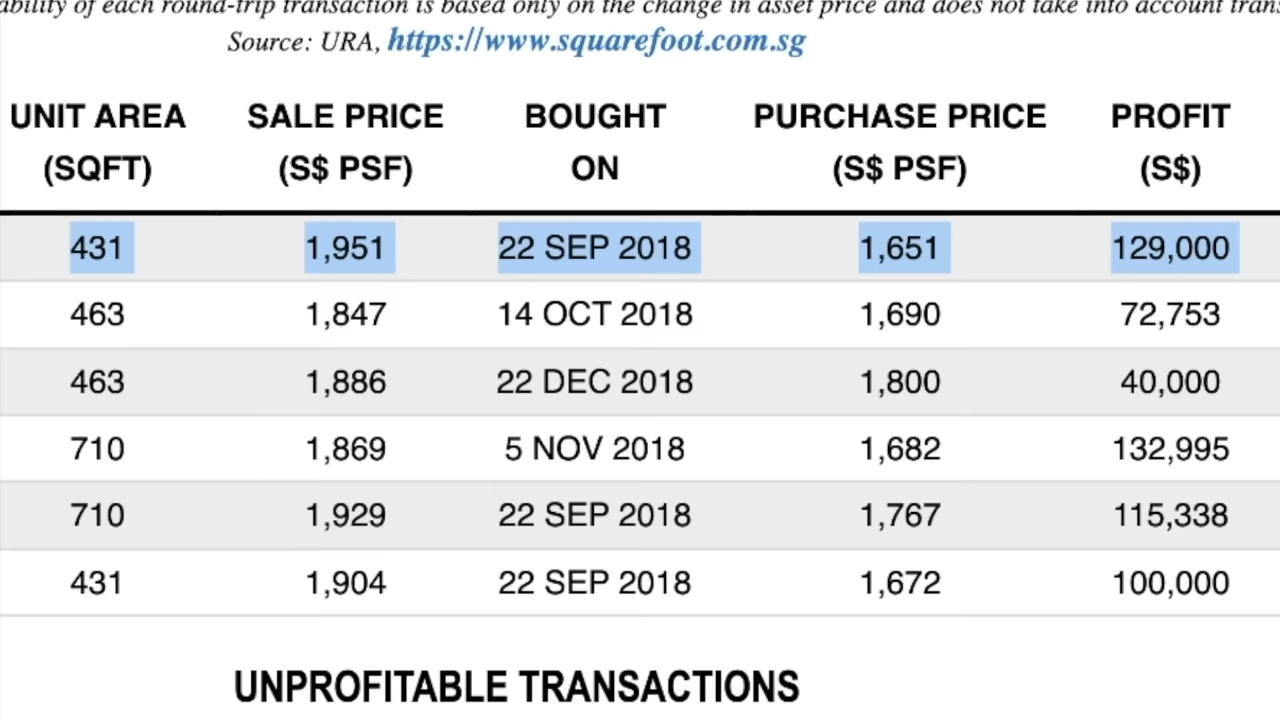 ability of each round-trip transaction is based only on the change in asset price and does not take into account
Source: URA, https://www.squarefoot.com.sg
UNIT AREA (SQFT) SALE PRICE (S$ PSF) BOUGHT ON PURCHASE PRICE (S$ PSF) PROFIT (S$)
431 1,951 22 SEP 2018 1,651 129,000
463 1,847 14 OCT 2018 1,690 72,753
463 1,886 22 DEC 2018 1,800 40,000
710 1,869 5 NOV 2018 1,682 132,995
710 1,929 22 SEP 2018 1,767 115,338
431 1,904 22 SEP 2018 1,672 100,000
UNPROFITABLE TRANSACTIONS